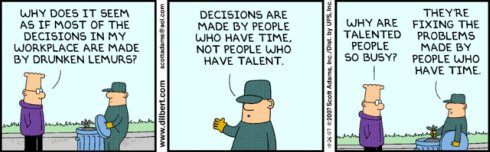 WHY DOES IT SEEM
AS IF MOST OF THE
DECISIONS IN MY
WORKPLACE ARE MADE
BY DRUNKEN LEMURS?
www.dilbert.com
scottadams@aol.com
DECISIONS ARE
MADE BY PEOPLE
WHO HAVE TIME,
NOT PEOPLE WHO
HAVE TALENT.
WHY ARE
TALENTED
PEOPLE
SO BUSY?
10-26-07 ©2007 Scott Adams, Inc./Dist. by UFS, Inc.
THEY'RE
FIXING THE
PROBLEMS
MADE BY
PEOPLE WHO
HAVE TIME.